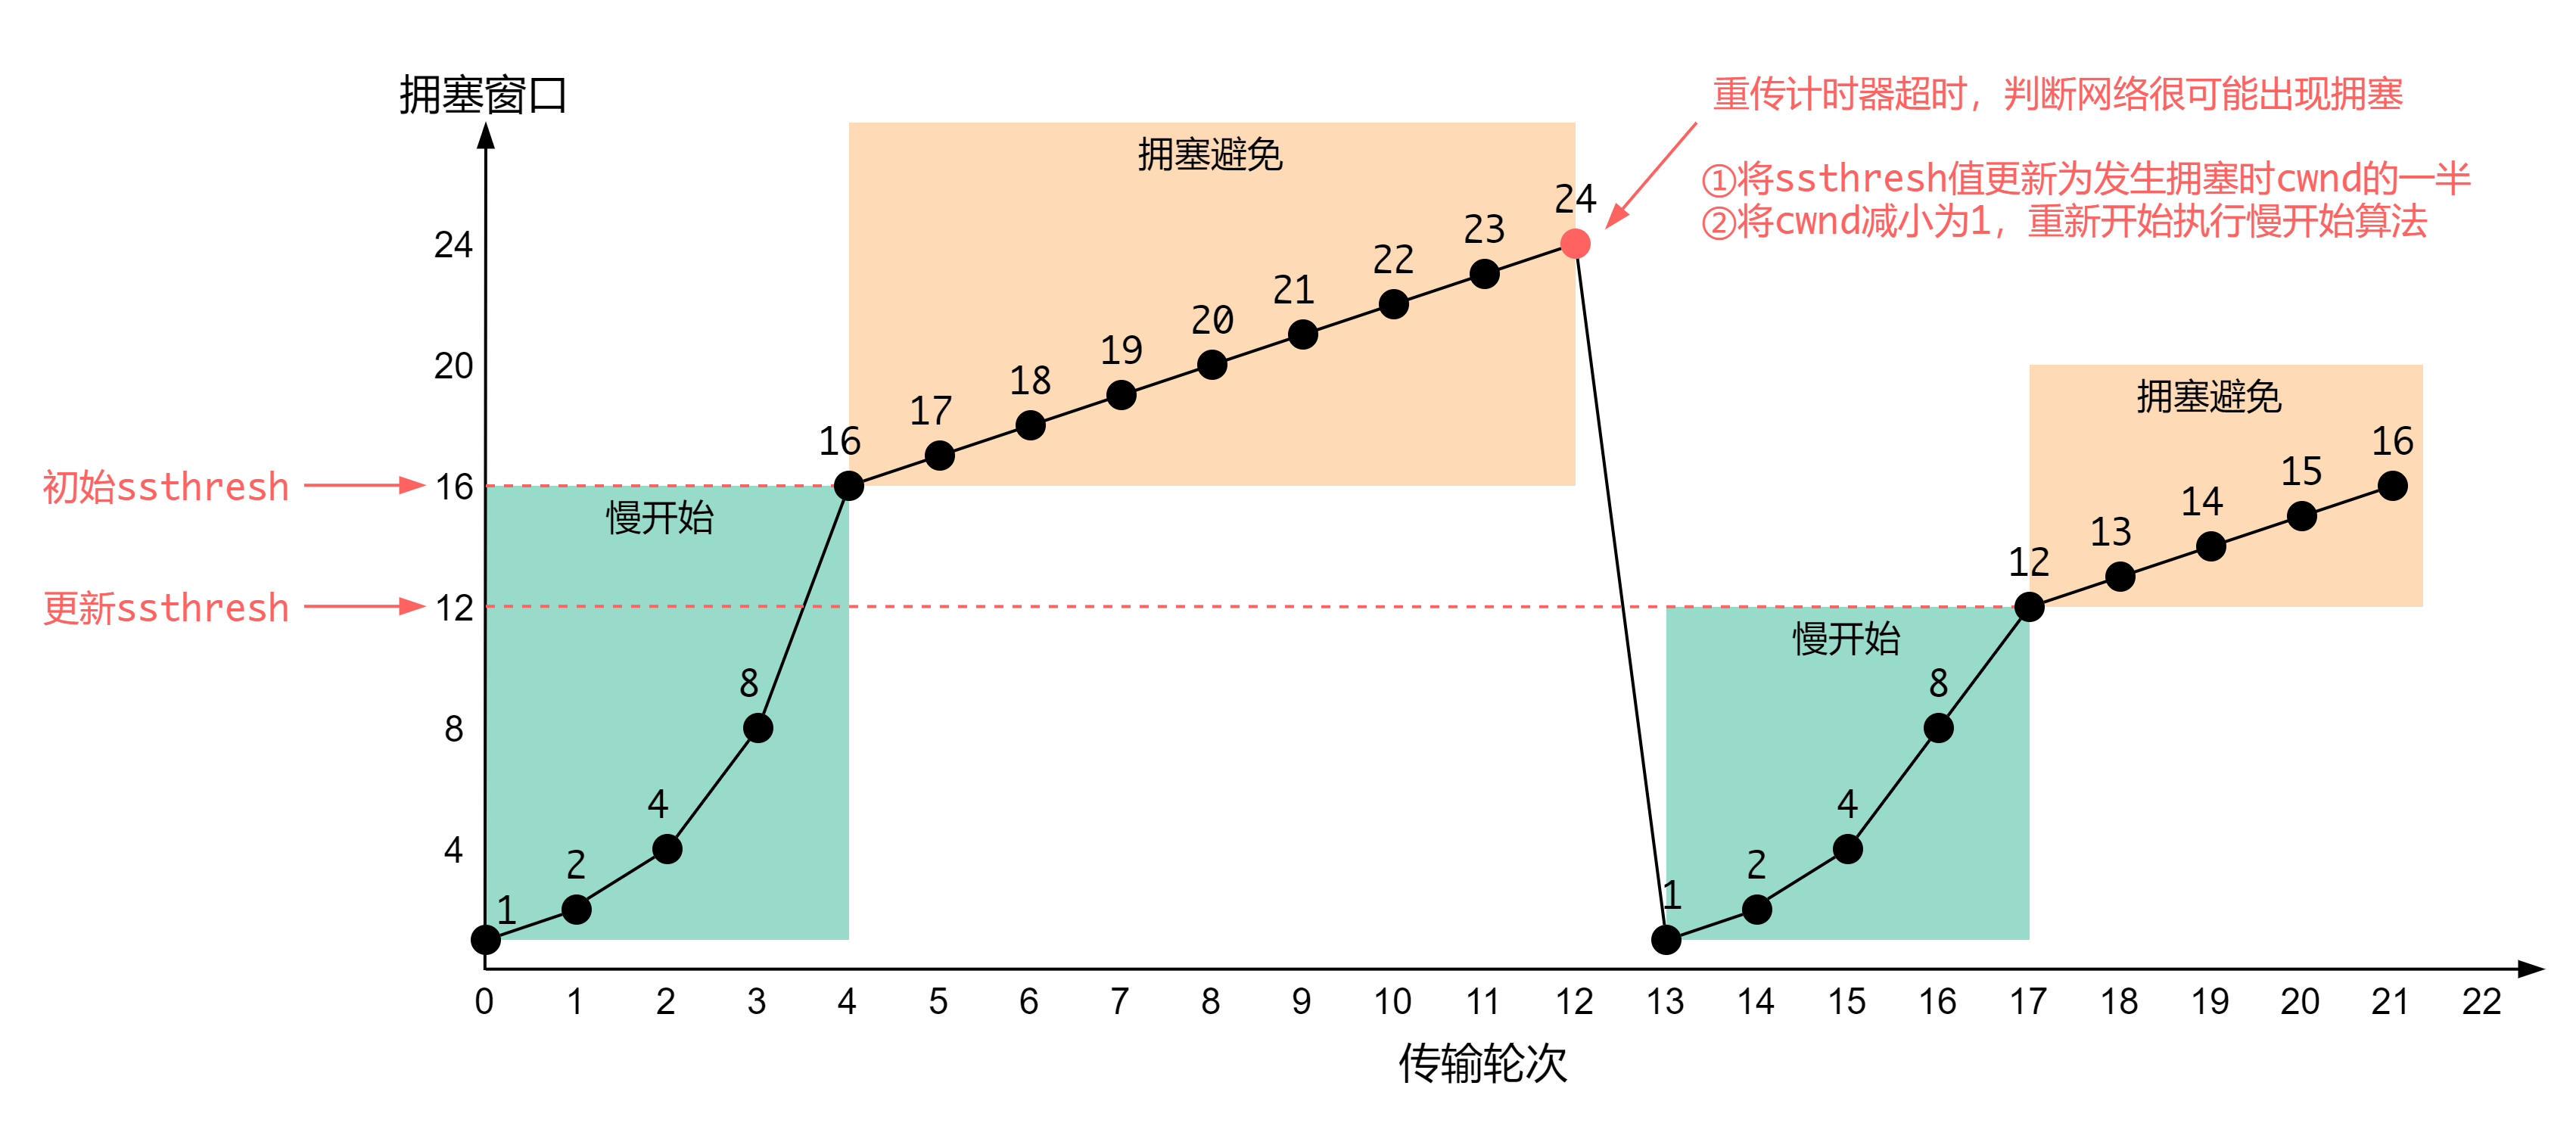 拥塞窗口
重传计时器超时，判断网络很可能出现拥塞
①将ssthresh值更新为发生拥塞时cwnd的一半
②将cwnd减小为1，重新开始执行慢开始算法
拥塞避免
24
23
22
21
20
19
18
17
16
24
20
初始ssthresh
16
更新ssthresh
12
8
4
慢开始
8
4
2
1
拥塞避免
16
15
14
13
12
慢开始
8
4
2
1
0 1 2 3 4 5 6 7 8 9 10 11 12 13 14 15 16 17 18 19 20 21 22
传输轮次